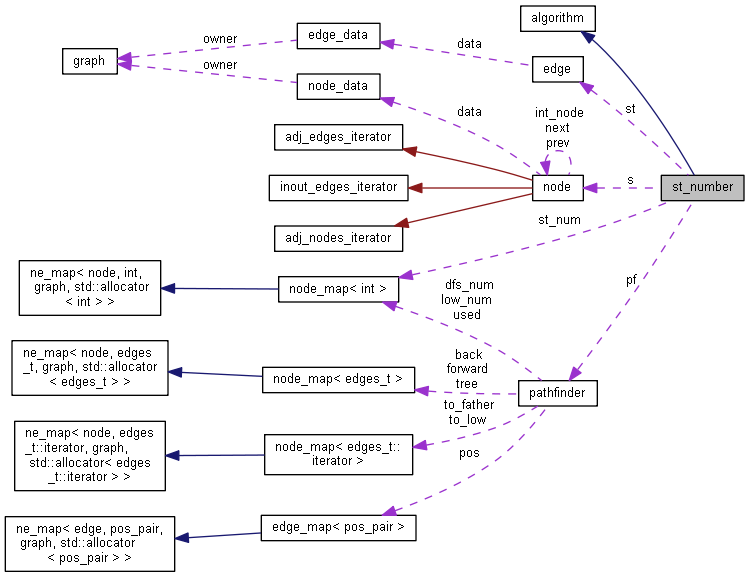 algorithm
edge_data
owner
data
graph
edge
owner
node_data
st
data
int_node
next
prev
adj_edges_iterator
inout_edges_iterator
node
s
st_number
adj_nodes_iterator
st_num
ne_map< node, int,
graph, std::allocator
< int > >
node_map< int >
pf
dfs_num
low_num
used
ne_map< node, edges
_t, graph, std::allocator
< edges_t > >
node_map< edges_t >
back
forward
tree
pathfinder
to_father
to_low
ne_map< node, edges
_t::iterator, graph,
std::allocator< edges
_t::iterator > >
node_map< edges_t::
iterator >
pos
ne_map< edge, pos_pair,
graph, std::allocator
< pos_pair > >
edge_map< pos_pair >